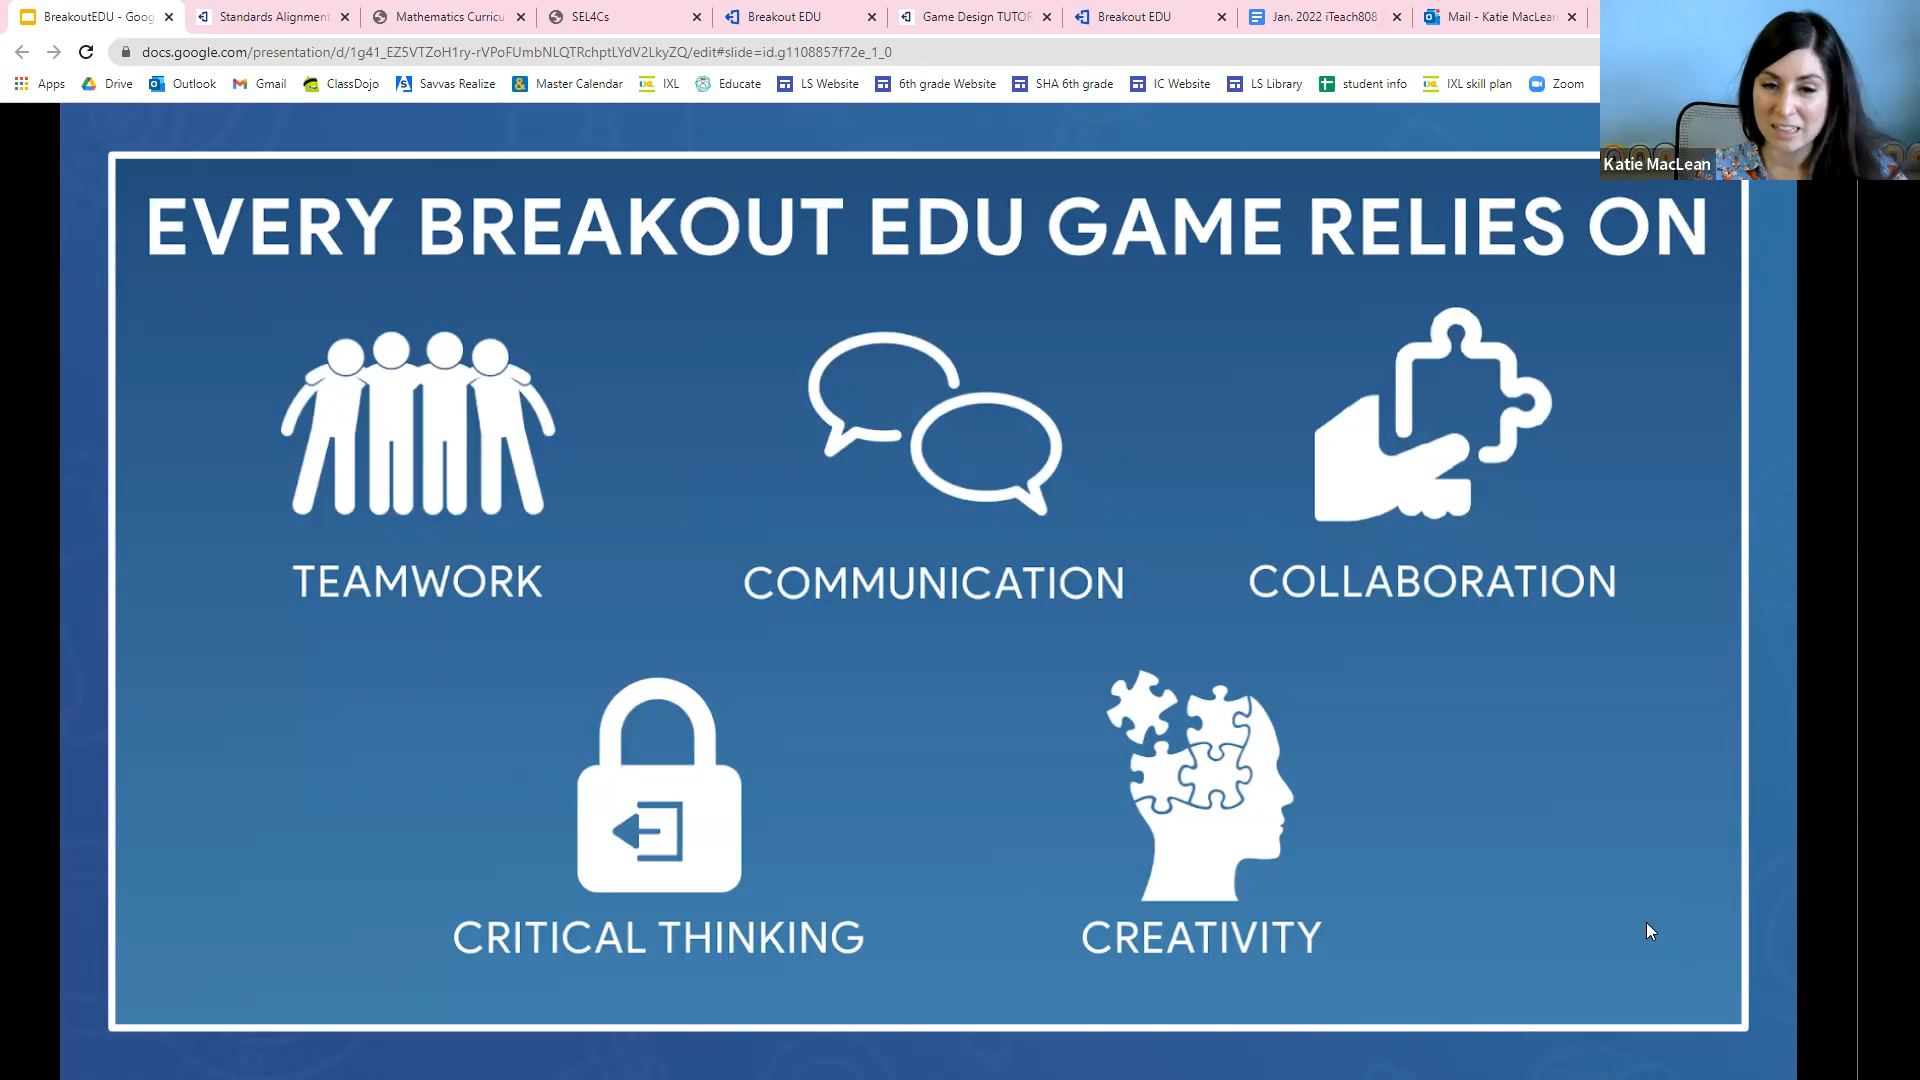 BreakoutEDU - Goog
Standards Alignment
Mathematics Curricu
SEL4Cs
Breakout EDU
Game Design TUTOR
Breakout EDU
Jan. 2022 iTeach808
Mail - Katie MacLean
docs.google.com/presentation/d/1g41_EZ5VTZoH1ry-rVPoFUmbNLQTRchptLYdV2LkyZQ/edit#slide=id.g1108857f72e_1_0
Apps
Drive
Outlook
Gmail
ClassDojo
Savvas Realize
Master Calendar
IXL
Educate
LS Website
6th grade Website
SHA 6th grade
IC Website
LS Library
student info
IXL skill plan
Zoom
Katie MacLean
EVERY BREAKOUT EDU GAME RELIES ON
TEAMWORK
COMMUNICATION
COLLABORATION
CRITICAL THINKING
CREATIVITY